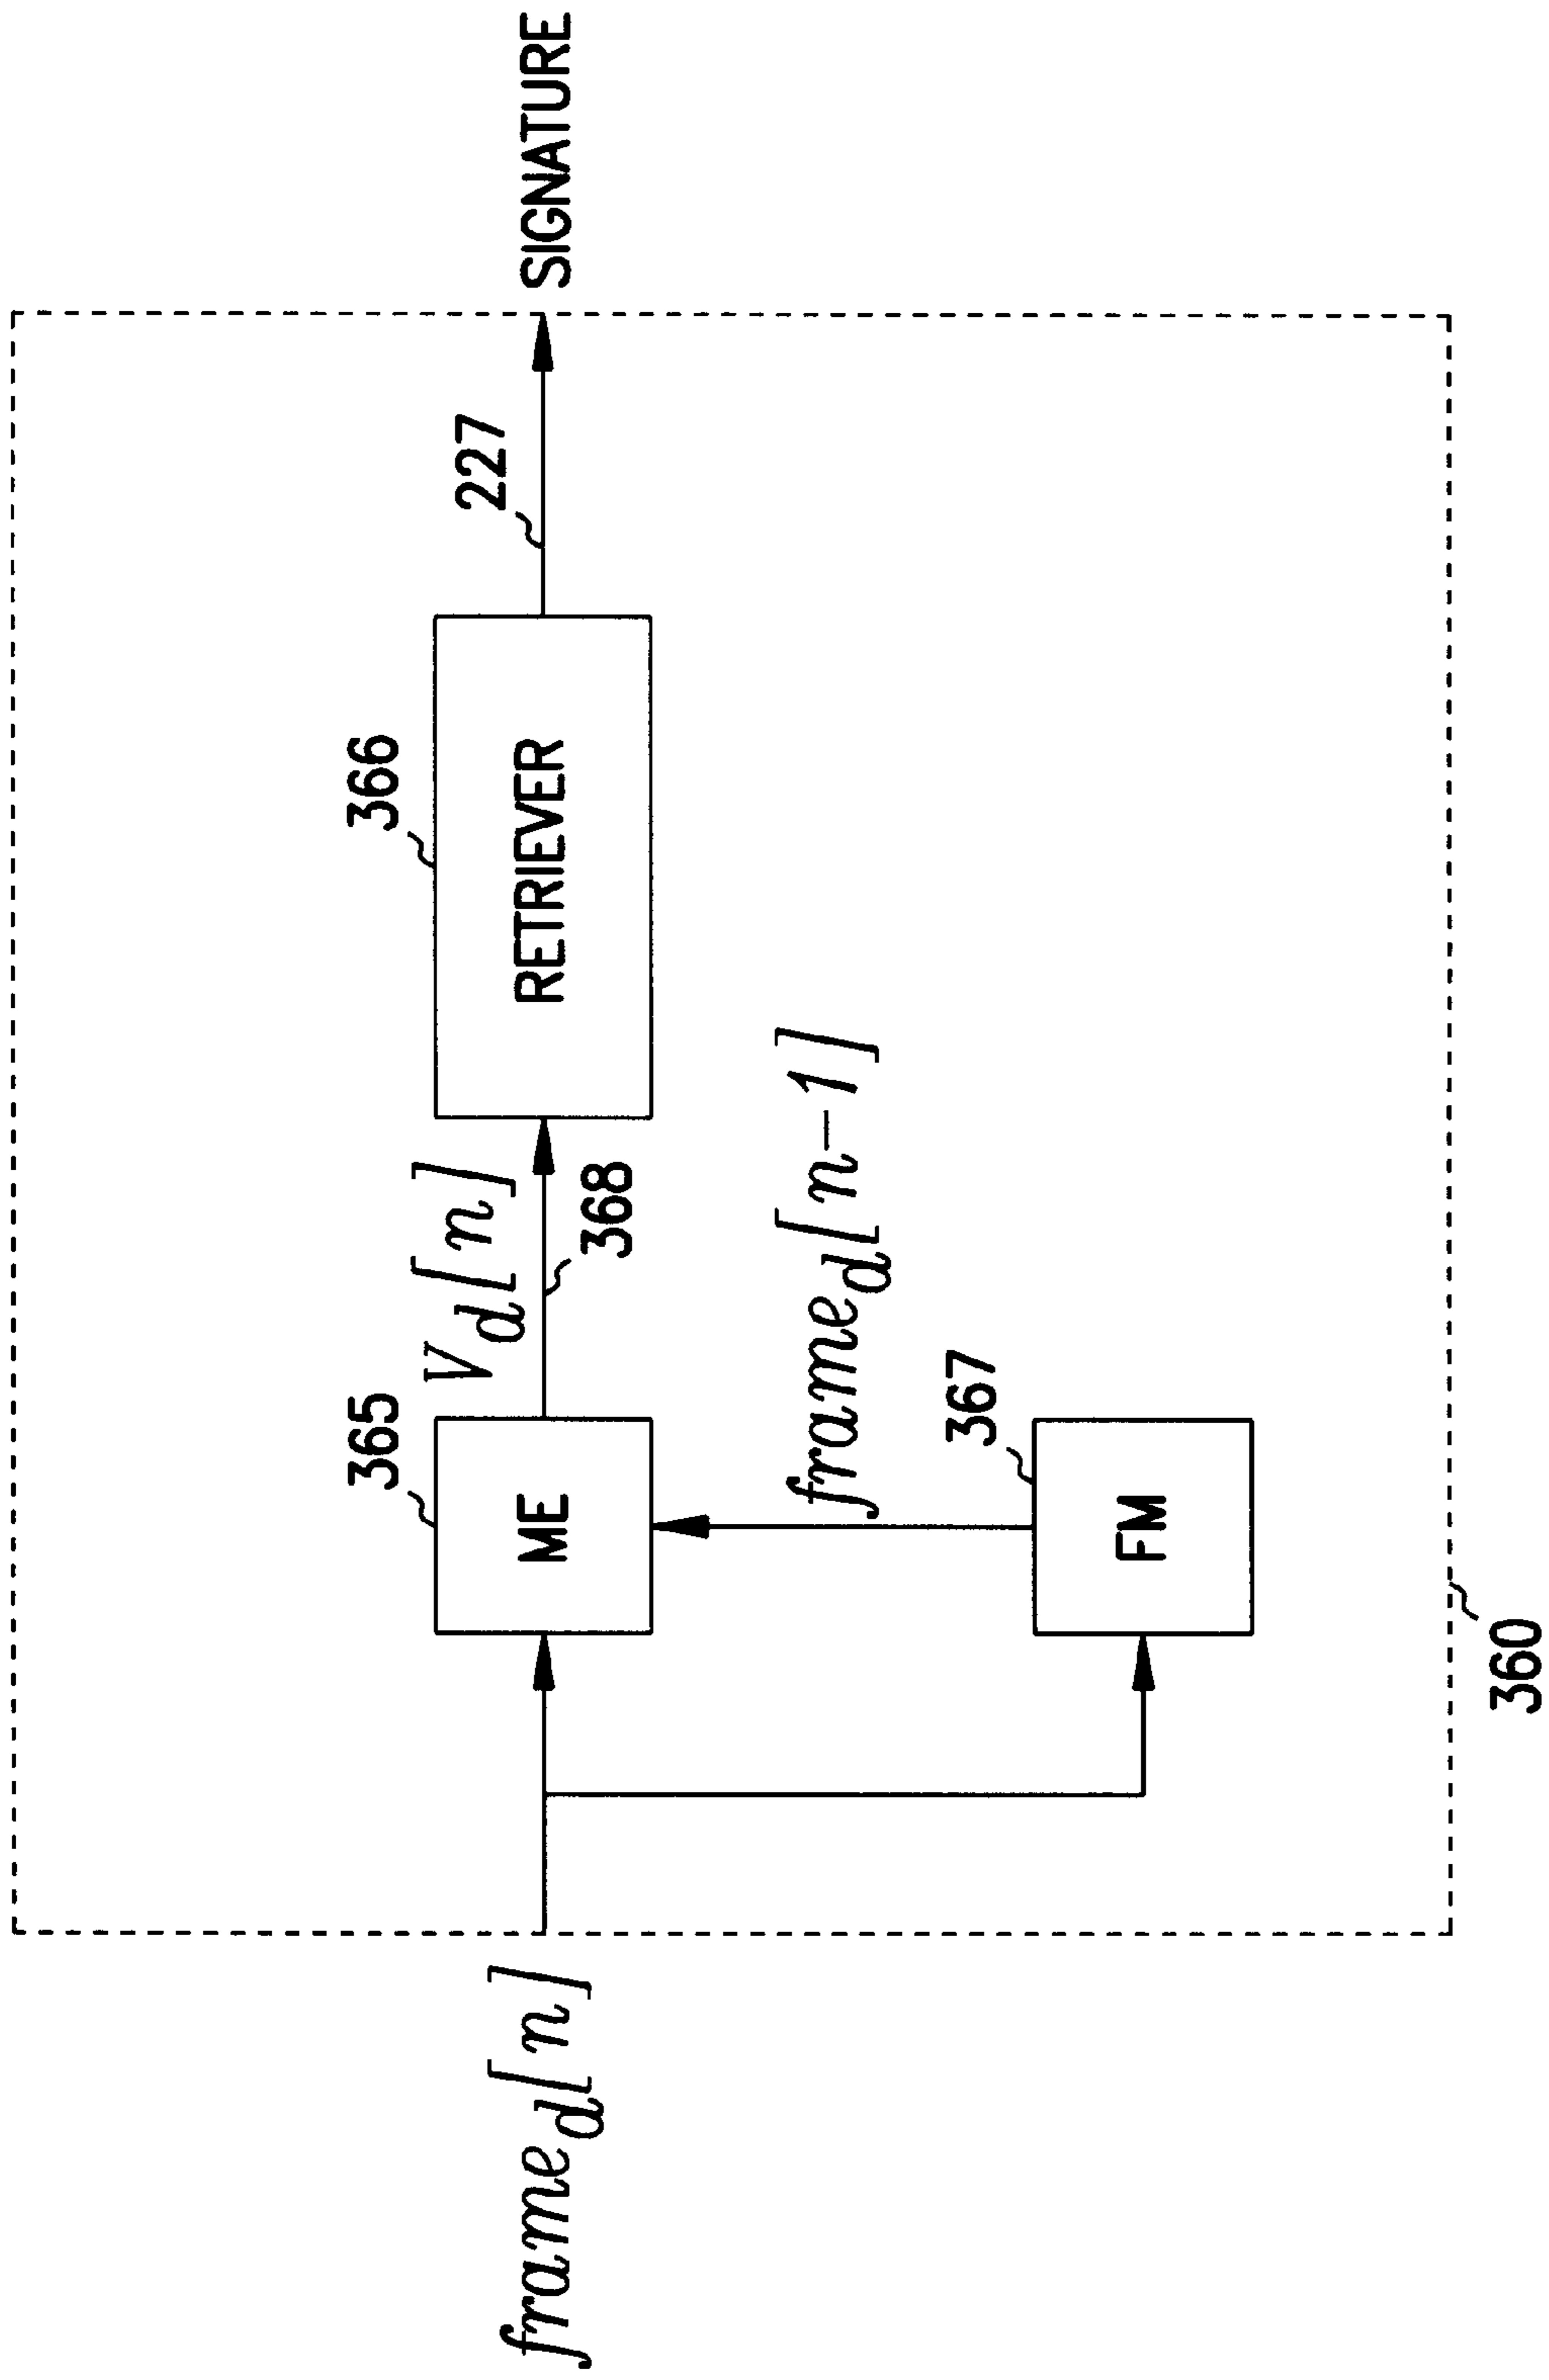 frame_d[n]
365
ME
V_d[n]
368
366
RETRIEVER
227
SIGNATURE
frame_d[n-1]
367
FM
360